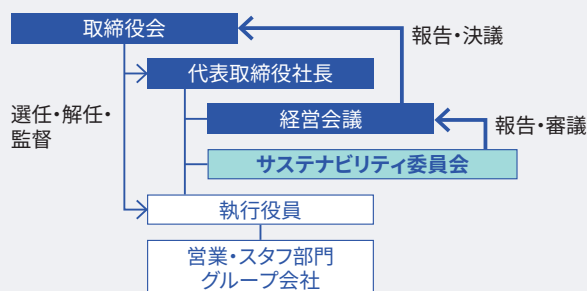 取締役会
報告・決議
代表取締役社長
選任・解任・
監督
経営会議
報告・審議
サステナビリティ委員会
執行役員
営業・スタッフ部門
グループ会社